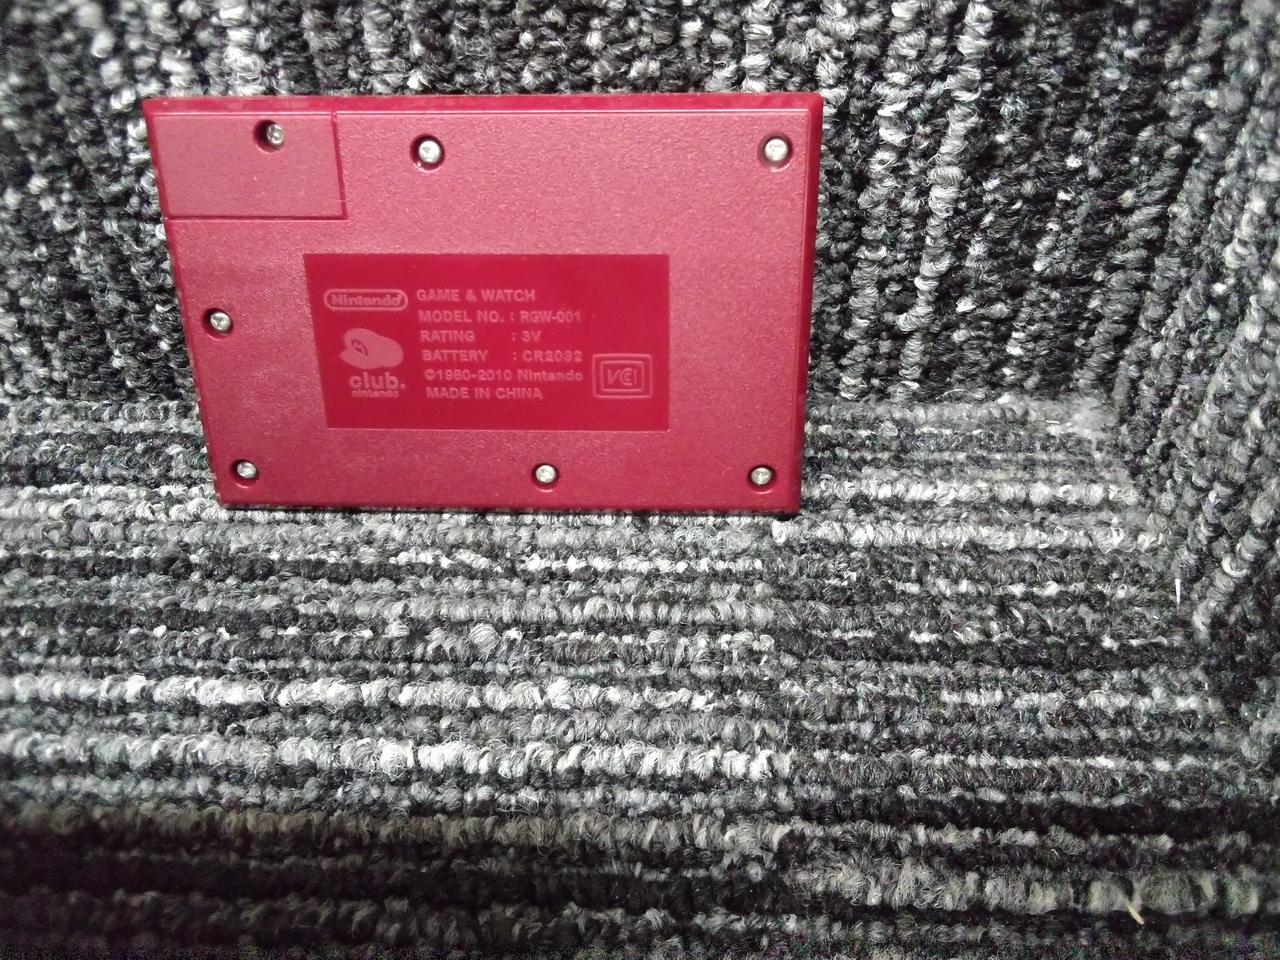 Nintendo
GAME & WATCH
MODEL NO. : RGW-001
RATING : 3V
BATTERY : CR2032
©1980-2010 Nintendo
MADE IN CHINA
club.
nintendo
VCI